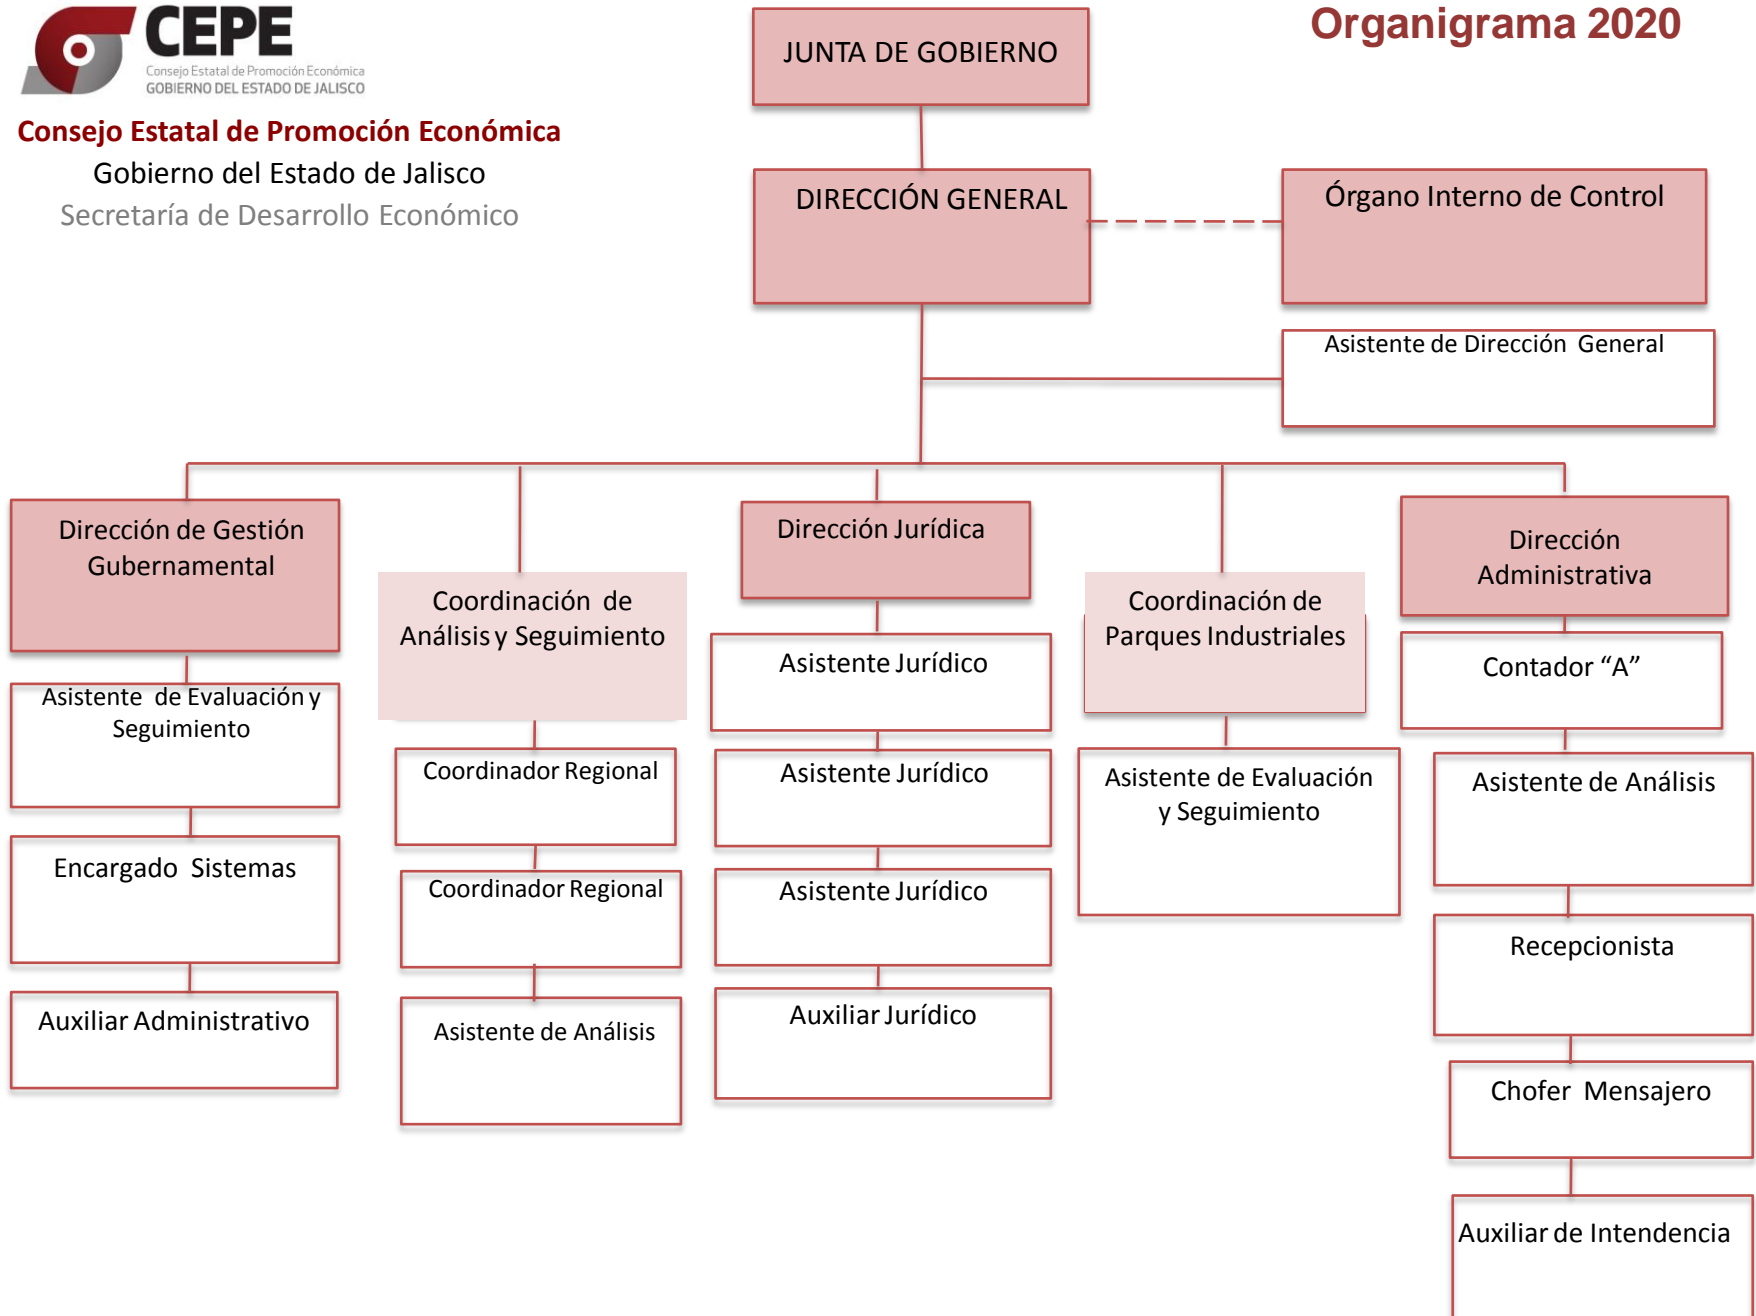 CEPE
Consejo Estatal de Promoción Económica
GOBIERNO DEL ESTADO DE JALISCO
Consejo Estatal de Promoción Económica
Gobierno del Estado de Jalisco
Secretaría de Desarrollo Económico
Organigrama 2020
JUNTA DE GOBIERNO
DIRECCIÓN GENERAL
Órgano Interno de Control
Asistente de Dirección General
Dirección de Gestión
Gubernamental
Asistente de Evaluación y
Seguimiento
Encargado Sistemas
Auxiliar Administrativo
Coordinación de
Análisis y Seguimiento
Coordinador Regional
Coordinador Regional
Asistente de Análisis
Dirección Jurídica
Asistente Jurídico
Asistente Jurídico
Asistente Jurídico
Auxiliar Jurídico
Coordinación de
Parques Industriales
Asistente de Evaluación
y Seguimiento
Dirección
Administrativa
Contador “A”
Asistente de Análisis
Recepcionista
Chofer Mensajero
Auxiliar de Intendencia